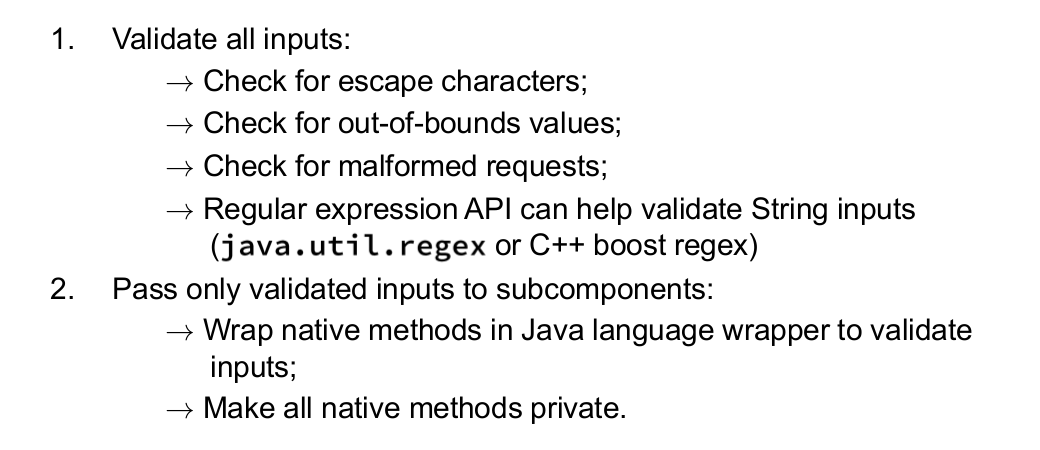 1. Validate all inputs:
→ Check for escape characters;
→ Check for out-of-bounds values;
→ Check for malformed requests;
→ Regular expression API can help validate String inputs
(java.util.regex or C++ boost regex)
2. Pass only validated inputs to subcomponents:
→ Wrap native methods in Java language wrapper to validate
inputs;
→ Make all native methods private.